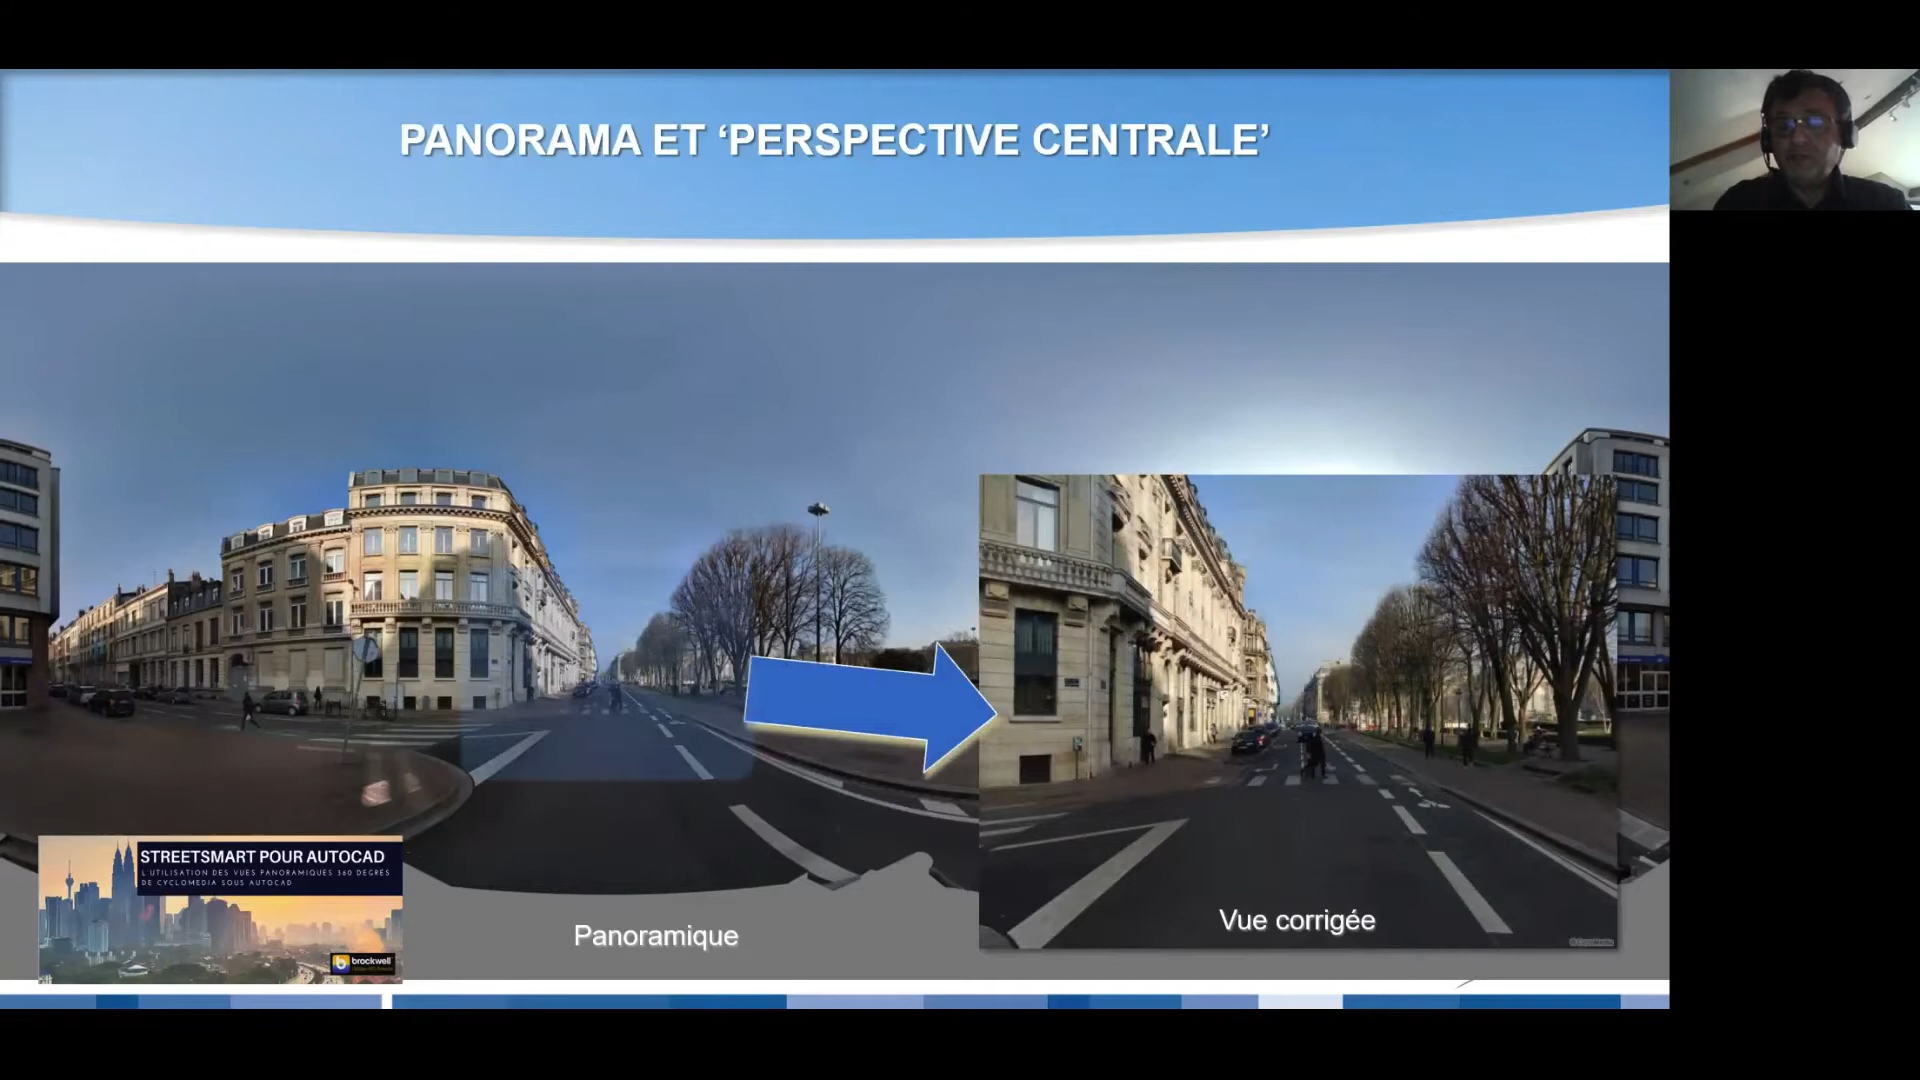 PANORAMA ET ‘PERSPECTIVE CENTRALE’
STREETSMART POUR AUTOCAD
L'UTILISATION DES VUES PANORAMIQUES 360 DEGRES
DE CYCLOMEDIA SOUS AUTOCAD
brockwell
Panoramique
Vue corrigée